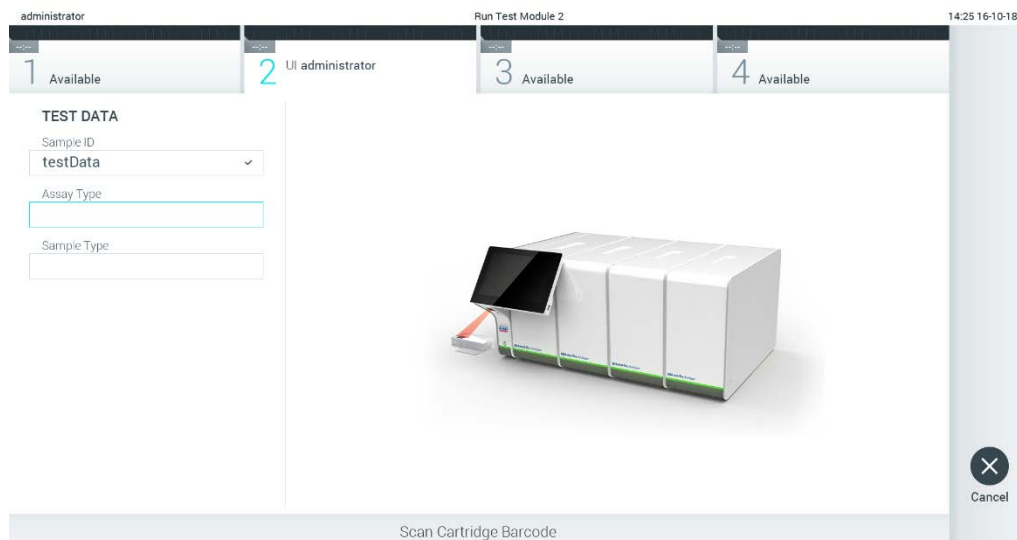 administrator
Run Test Module 2
14:25 16-10-18
--:--
--:--
--:--
--:--
1 Available
2 UI administrator
3 Available
4 Available
TEST DATA
Sample ID
testData
Assay Type
Sample Type
Cancel
Scan Cartridge Barcode